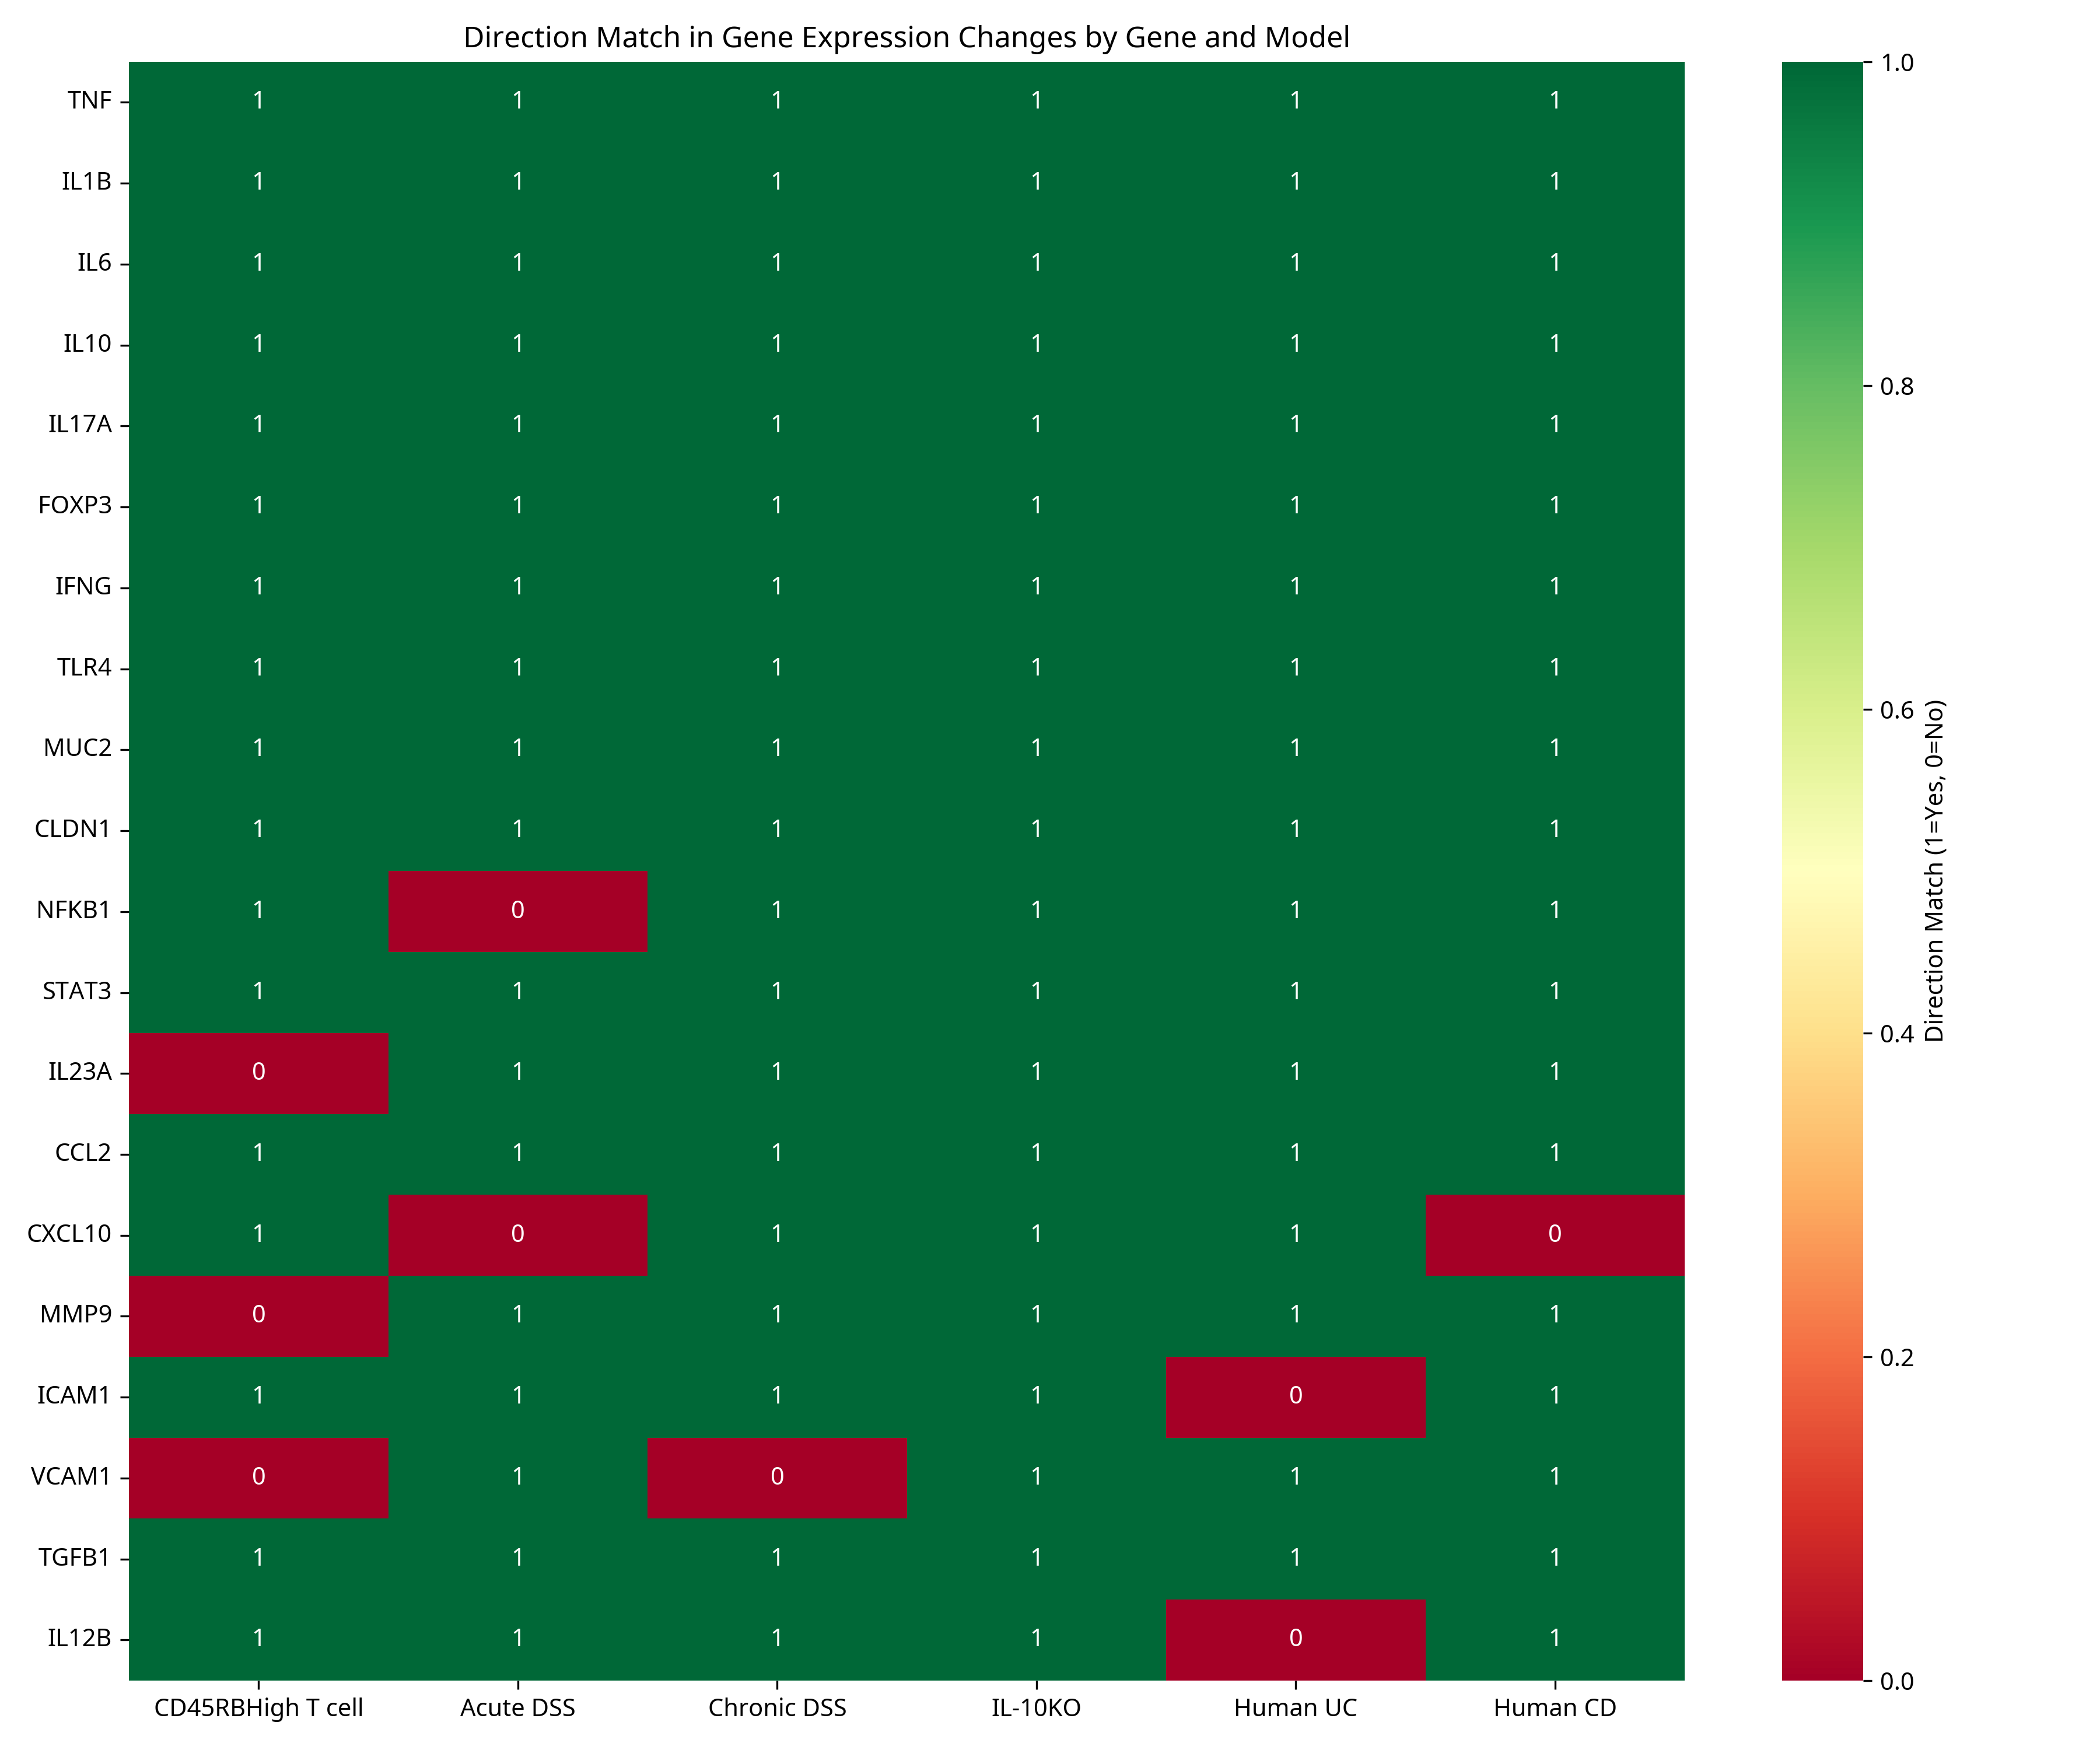 Direction Match in Gene Expression Changes by Gene and Model
TNF 1 1 1 1 1 1
IL1B 1 1 1 1 1 1
IL6 1 1 1 1 1 1
IL10 1 1 1 1 1 1
IL17A 1 1 1 1 1 1
FOXP3 1 1 1 1 1 1
IFNG 1 1 1 1 1 1
TLR4 1 1 1 1 1 1
MUC2 1 1 1 1 1 1
CLDN1 1 1 1 1 1 1
NFKB1 1 0 1 1 1 1
STAT3 1 1 1 1 1 1
IL23A 0 1 1 1 1 1
CCL2 1 1 1 1 1 1
CXCL10 1 0 1 1 1 0
MMP9 0 1 1 1 1 1
ICAM1 1 1 1 1 0 1
VCAM1 0 1 0 1 1 1
TGFB1 1 1 1 1 1 1
IL12B 1 1 1 1 0 1
CD45RBHigh T cell Acute DSS Chronic DSS IL-10KO Human UC Human CD
1.0
0.8
0.6
0.4
0.2
0.0
Direction Match (1=Yes, 0=No)